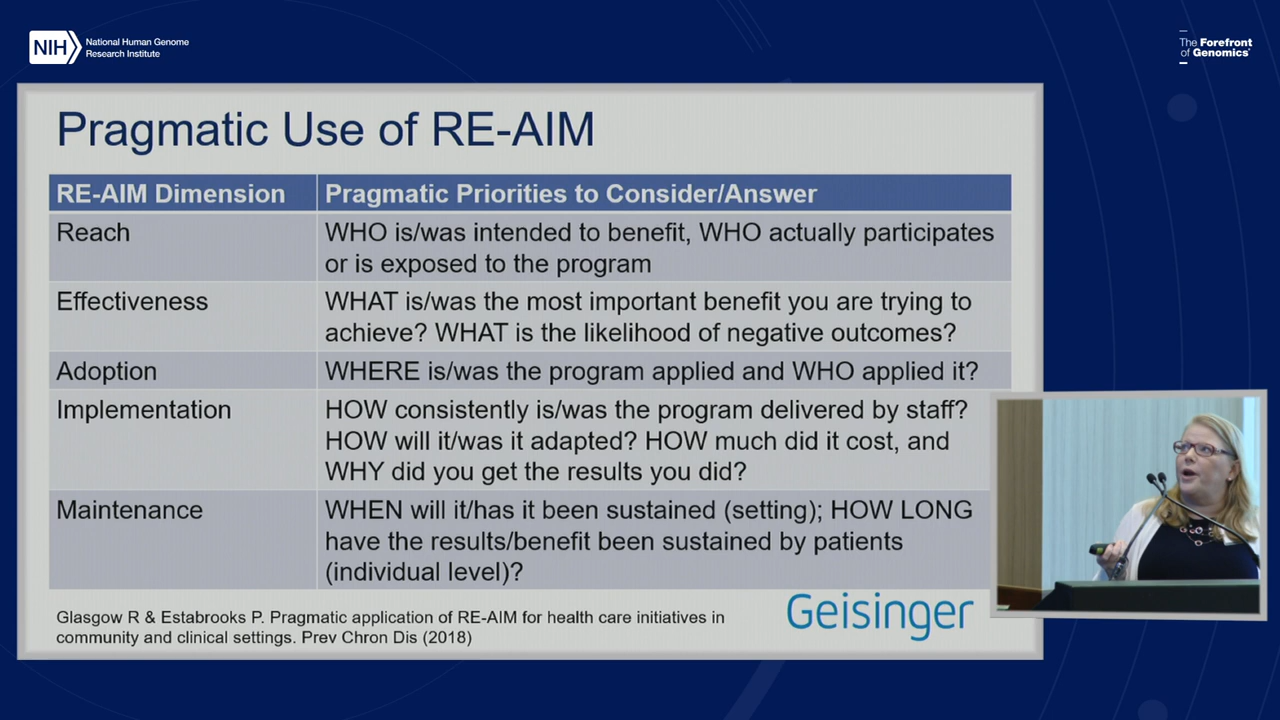 NIH National Human Genome
Research Institute
The Forefront
of Genomics®
Pragmatic Use of RE-AIM
RE-AIM Dimension Pragmatic Priorities to Consider/Answer
Reach WHO is/was intended to benefit, WHO actually participates
or is exposed to the program
Effectiveness WHAT is/was the most important benefit you are trying to
achieve? WHAT is the likelihood of negative outcomes?
Adoption WHERE is/was the program applied and WHO applied it?
Implementation HOW consistently is/was the program delivered by staff?
HOW will it/was it adapted? HOW much did it cost, and
WHY did you get the results you did?
Maintenance WHEN will it/has it been sustained (setting); HOW LONG
have the results/benefit been sustained by patients
(individual level)?
Glasgow R & Estabrooks P. Pragmatic application of RE-AIM for health care initiatives in
community and clinical settings. Prev Chron Dis (2018)
Geisinger